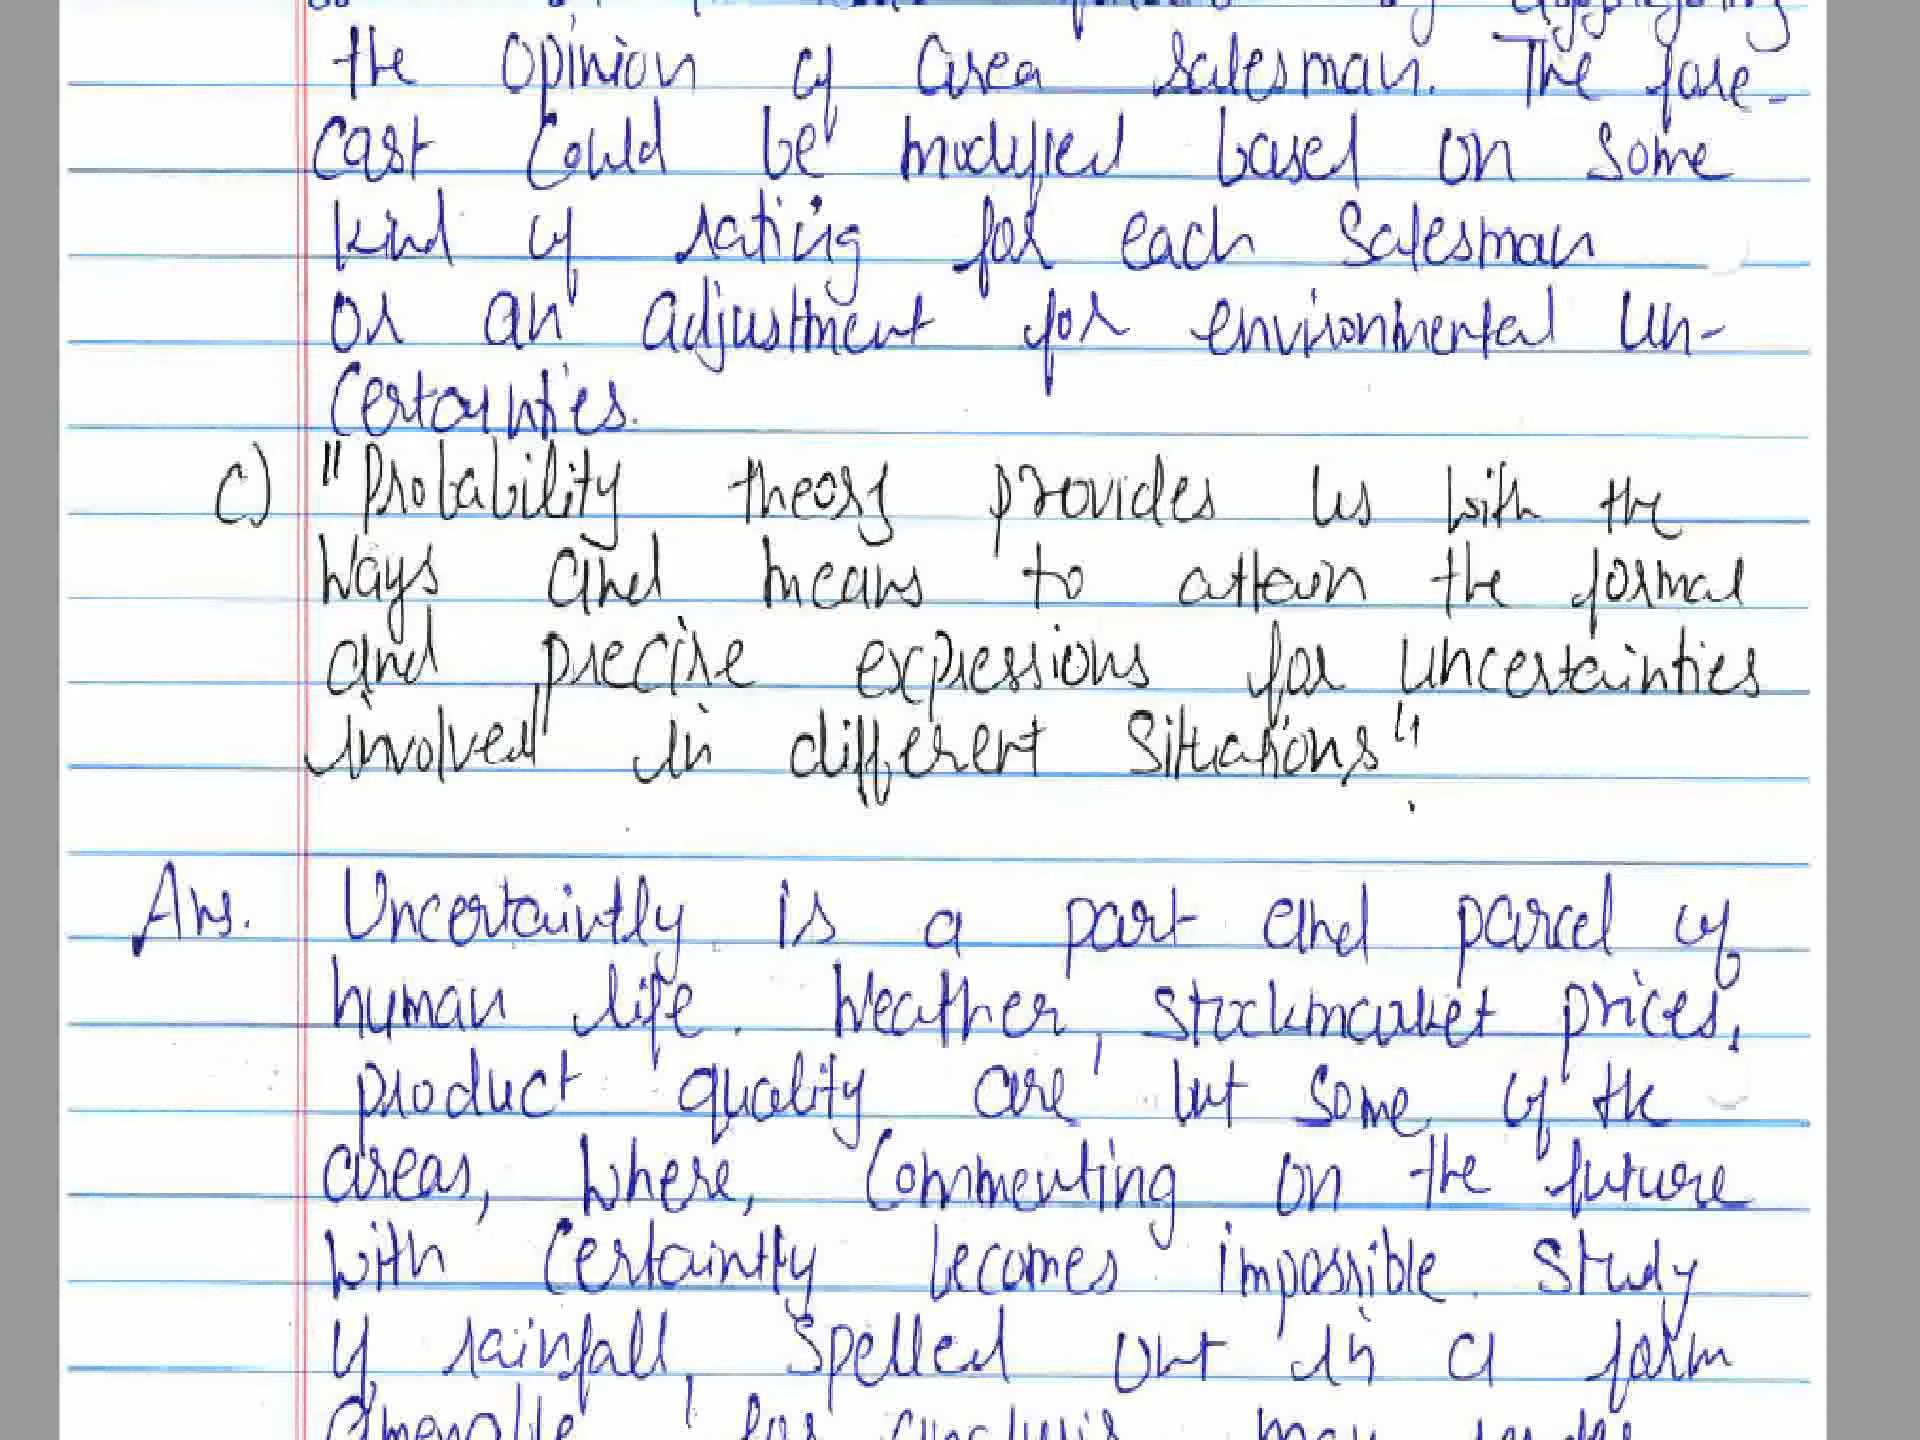 the opinion of area salesman. The fore-
cast could be modified based on some
kind of rating for each salesman
or an adjustment for environmental un-
certainties.
c) "Probability theory provides us with the
ways and means to attain the formal
and precise expressions for uncertainties
involved in different situations".
Ans. Uncertaintly is a part and parcel of
human life. Weather, stockmarket prices,
product quality are but some of the
areas, where, commenting on the future
with certaintly becomes impossible. Study
of rainfall, spelled out in a form
amenable for analysis may